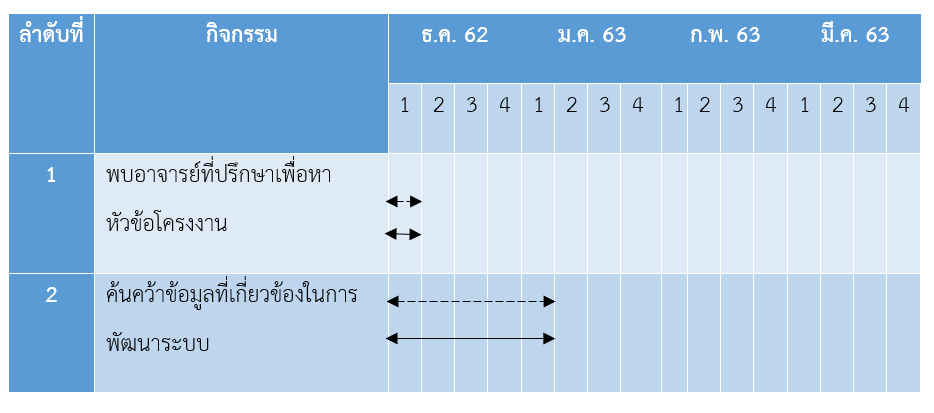 ลำดับที่ กิจกรรม ธ.ค. 62 ม.ค. 63 ก.พ. 63 มี.ค. 63
1 2 3 4 1 2 3 4 1 2 3 4 1 2 3 4
1 พบอาจารย์ที่ปรึกษาเพื่อหา
หัวข้อโครงงาน
2 ค้นคว้าข้อมูลที่เกี่ยวข้องในการ
พัฒนาระบบ